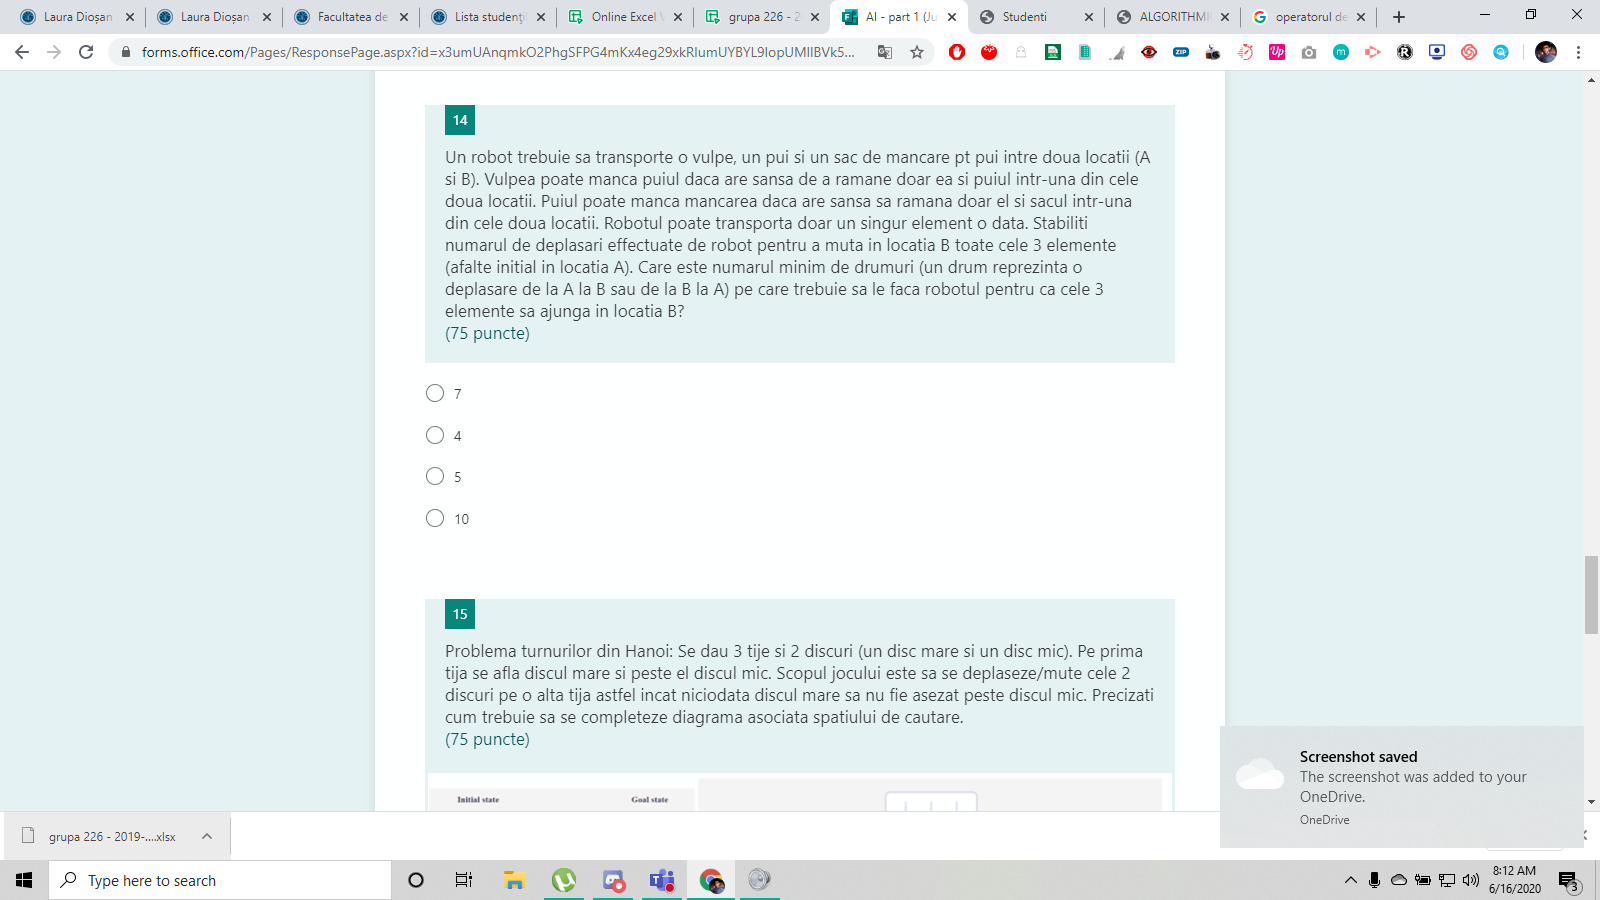 Laura Dioșan
Laura Dioșan
Facultatea de
Lista studenți
Online Excel V
grupa 226 - 2
AI - part 1 (Ju
Studenti
ALGORITHMI
operatorul de
forms.office.com/Pages/ResponsePage.aspx?id=x3umUAnqmkO2PhgSFPG4mKx4eg29xkRIumUYBYL9IopUMlIBVk5...
14
Un robot trebuie sa transporte o vulpe, un pui si un sac de mancare pt pui intre doua locatii (A
si B). Vulpea poate manca puiul daca are sansa de a ramane doar ea si puiul intr-una din cele
doua locatii. Puiul poate manca mancarea daca are sansa sa ramana doar el si sacul intr-una
din cele doua locatii. Robotul poate transporta doar un singur element o data. Stabiliti
numarul de deplasari effectuate de robot pentru a muta in locatia B toate cele 3 elemente
(afalte initial in locatia A). Care este numarul minim de drumuri (un drum reprezinta o
deplasare de la A la B sau de la B la A) pe care trebuie sa le faca robotul pentru ca cele 3
elemente sa ajunga in locatia B?
(75 puncte)
7
4
5
10
15
Problema turnurilor din Hanoi: Se dau 3 tije si 2 discuri (un disc mare si un disc mic). Pe prima
tija se afla discul mare si peste el discul mic. Scopul jocului este sa se deplaseze/mute cele 2
discuri pe o alta tija astfel incat niciodata discul mare sa nu fie asezat peste discul mic. Precizati
cum trebuie sa se completeze diagrama asociata spatiului de cautare.
(75 puncte)
Initial state
Goal state
Screenshot saved
The screenshot was added to your
OneDrive.
OneDrive
grupa 226 - 2019-....xlsx
Type here to search
8:12 AM
6/16/2020
3